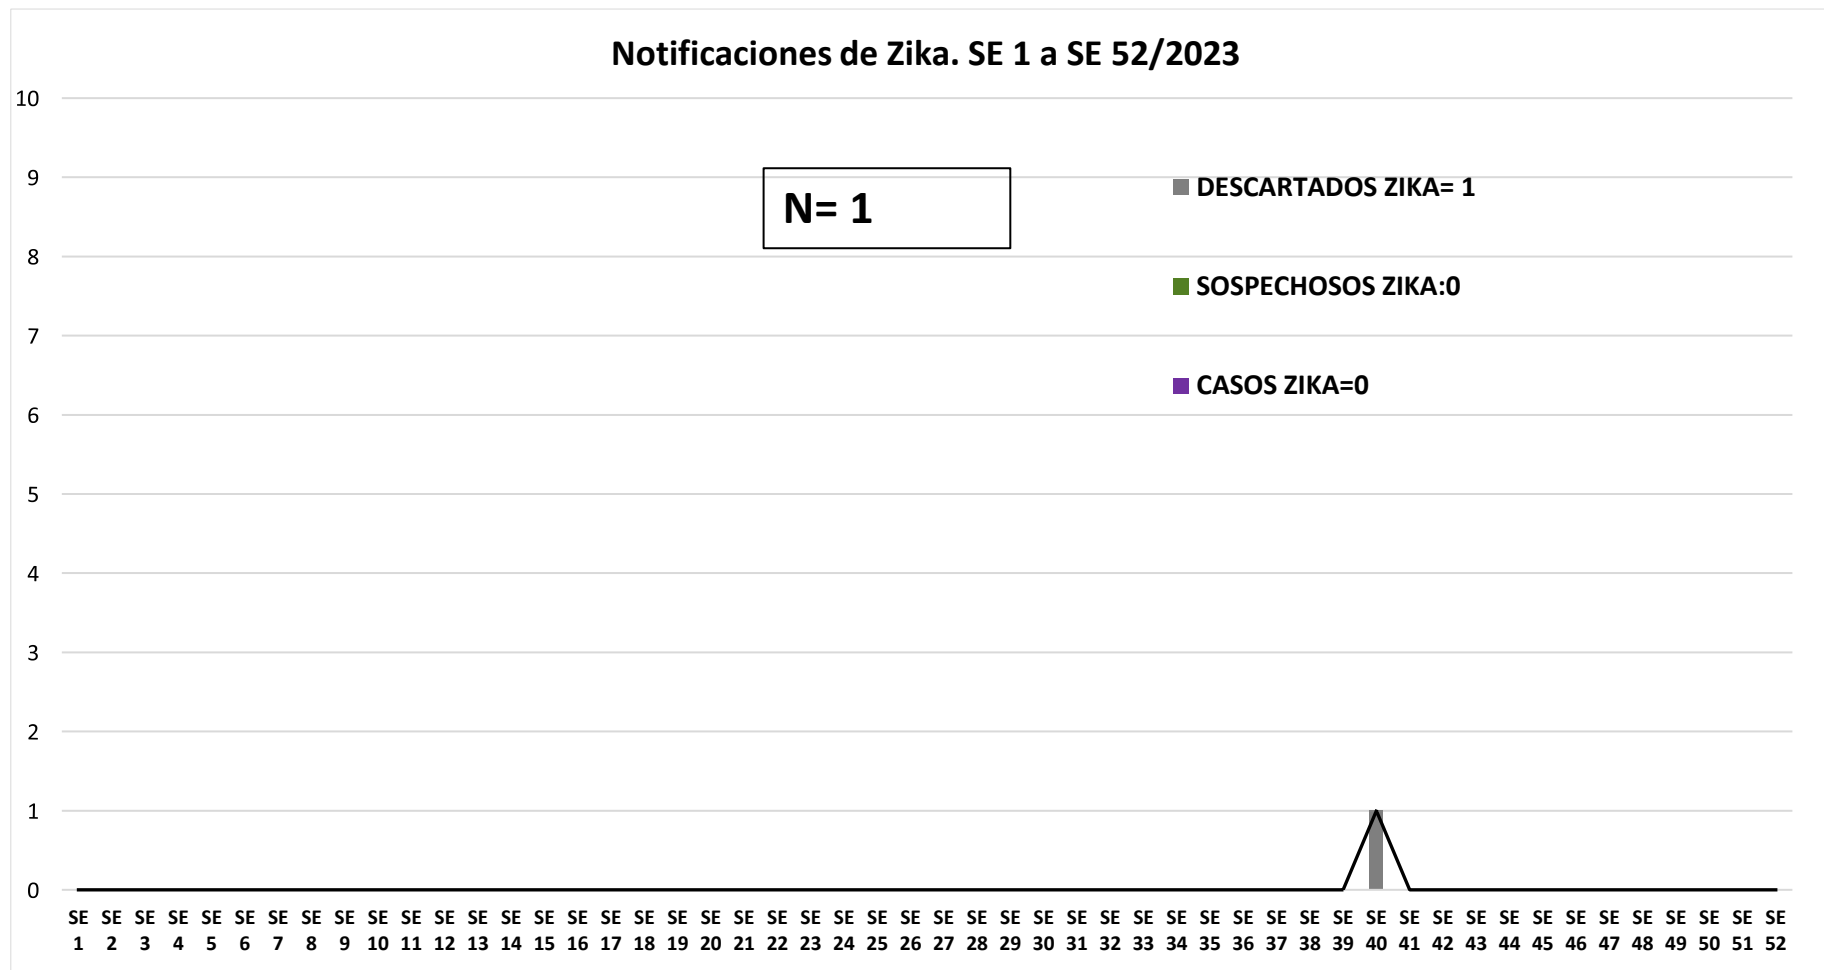 Notificaciones de Zika. SE 1 a SE 52/2023
10
9
8
7
6
5
4
3
2
1
0
N= 1
DESCARTADOS ZIKA= 1
SOSPECHOSOS ZIKA:0
CASOS ZIKA=0
SE SE SE SE SE SE SE SE SE SE SE SE SE SE SE SE SE SE SE SE SE SE SE SE SE SE SE SE SE SE SE SE SE SE SE SE SE SE SE SE SE SE SE SE SE SE SE SE SE SE SE SE
1 2 3 4 5 6 7 8 9 10 11 12 13 14 15 16 17 18 19 20 21 22 23 24 25 26 27 28 29 30 31 32 33 34 35 36 37 38 39 40 41 42 43 44 45 46 47 48 49 50 51 52